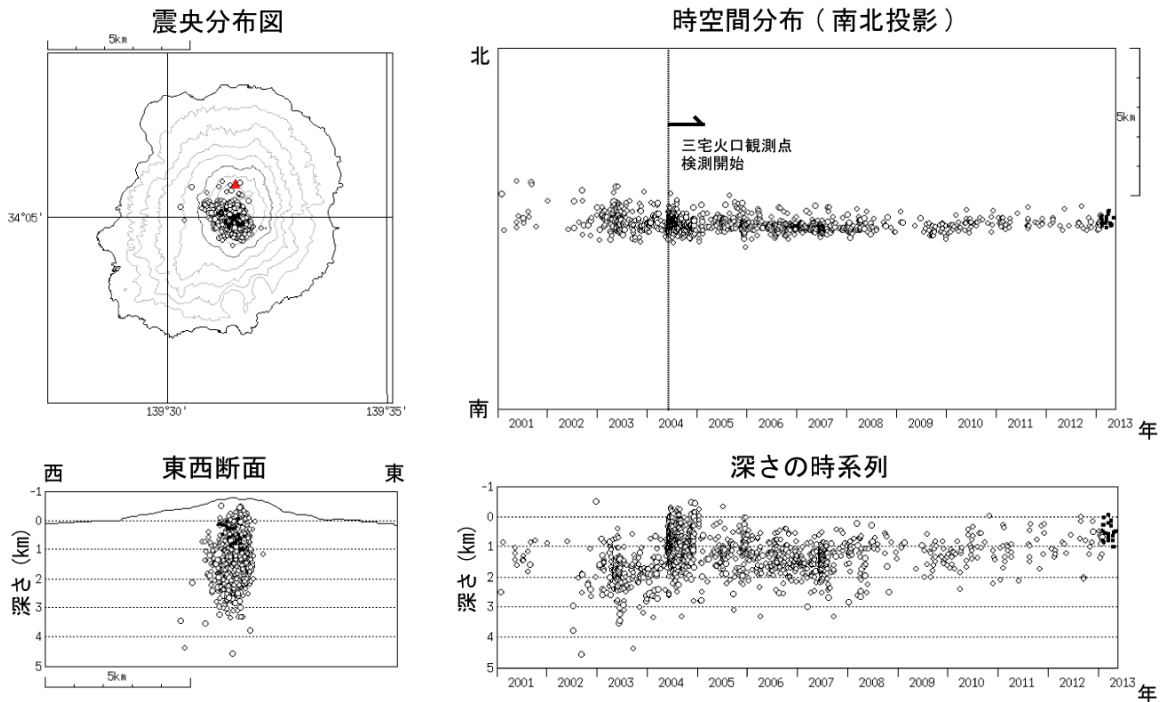 震央分布図
5km
34°05'
139°30'
139°35'
時空間分布 ( 南北投影 )
北
三宅火口観測点
検測開始
5km
南
2001 2002 2003 2004 2005 2006 2007 2008 2009 2010 2011 2012 2013 年
東西断面
西 東
深さ (km)
-1
0
1
2
3
4
5
5km
深さの時系列
深さ (km)
-1
0
1
2
3
4
5
2001 2002 2003 2004 2005 2006 2007 2008 2009 2010 2011 2012 2013 年